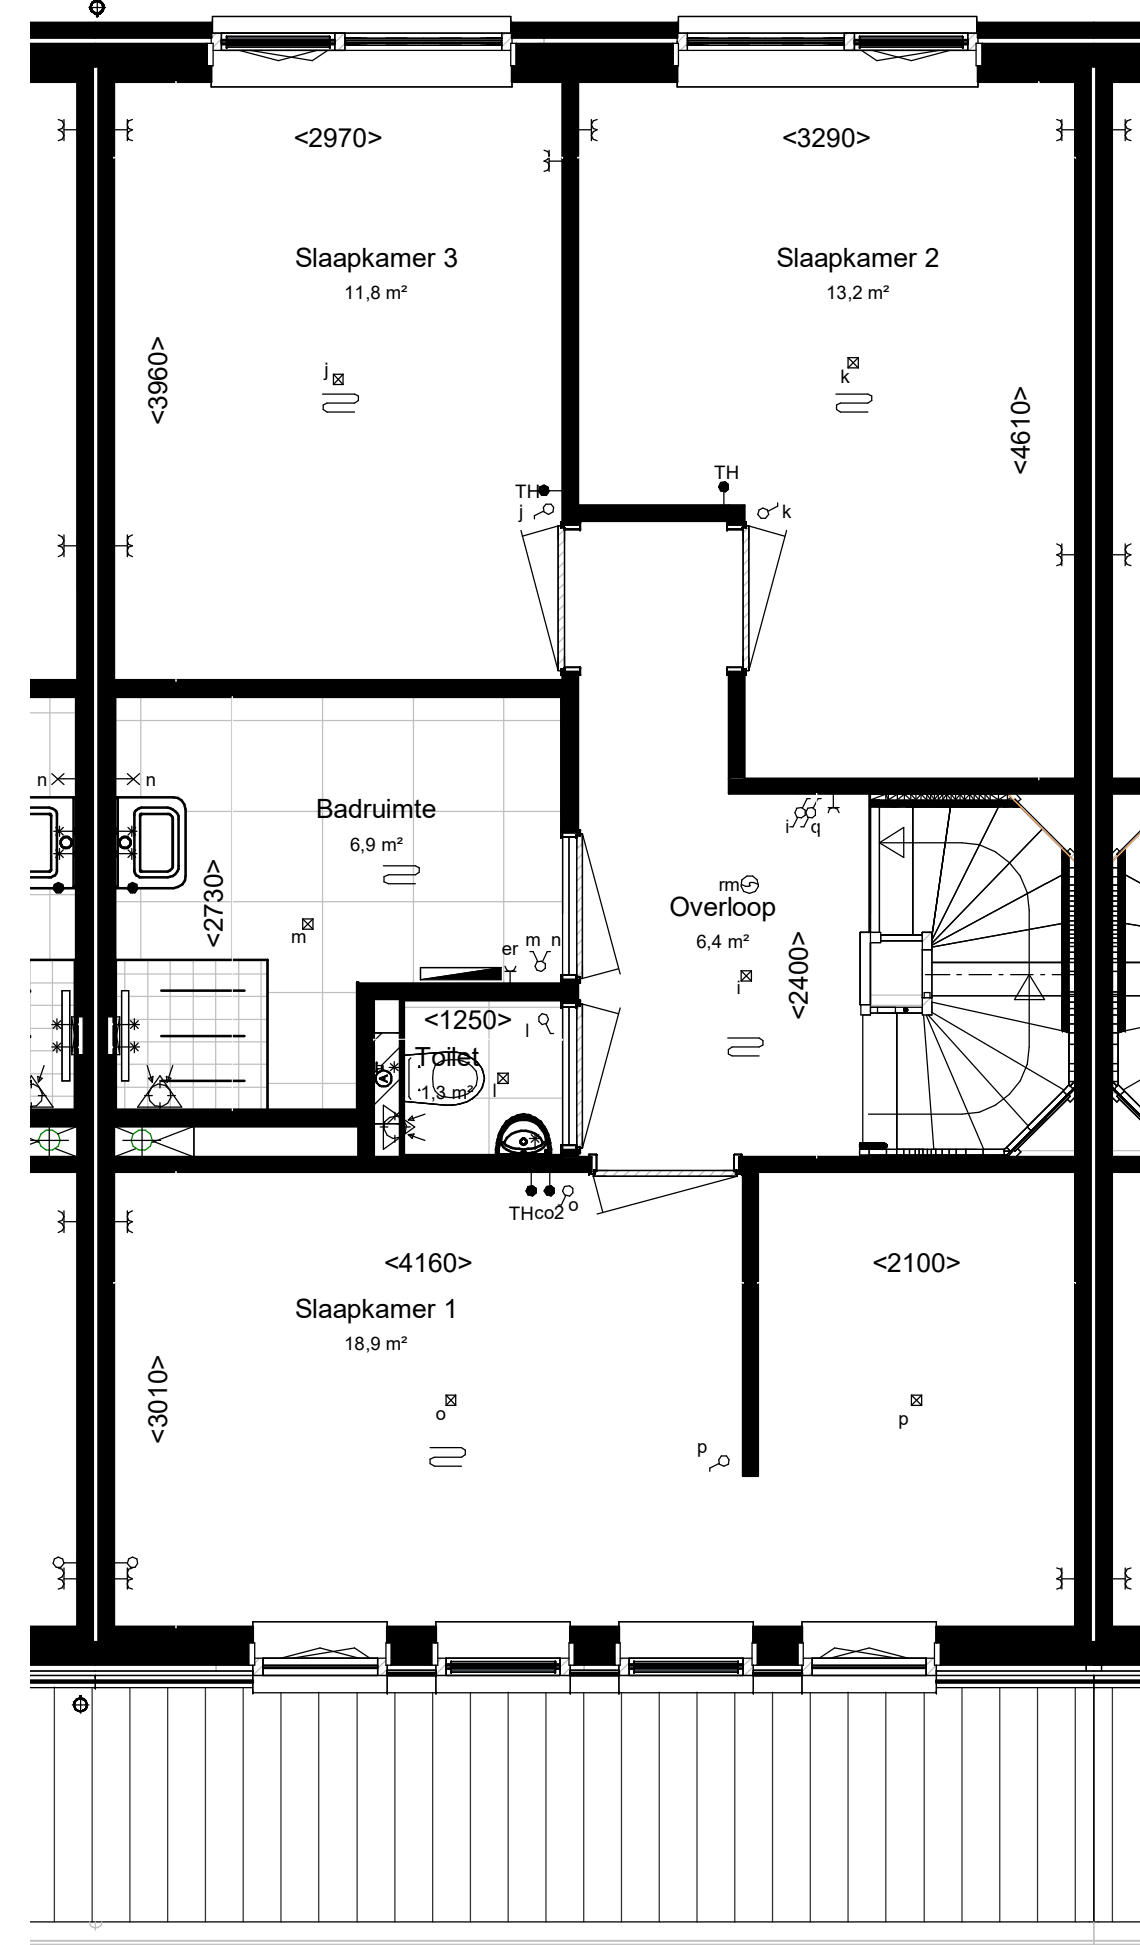 <2970>
<3290>
Slaapkamer 3
11,8 m²
Slaapkamer 2
13,2 m²
<3960>
<4610>
j
k
TH
TH
j
k
n
n
Badruimte
6,9 m²
<2730>
m
er
m n
i
q
rm
Overloop
6,4 m²
<2400>
i
<1250>
l
Toilet
1,3 m²
l
TH
co2
o
<4160>
<2100>
Slaapkamer 1
18,9 m²
<3010>
o
p
p